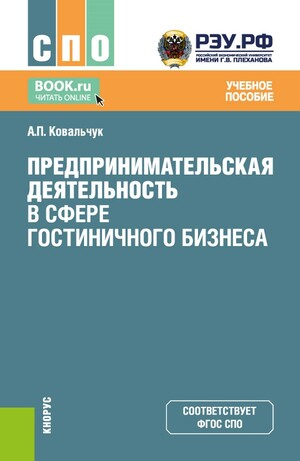 СПО
BOOK.ru
ЧИТАТЬ ONLINE
РЭУ.РФ
РОССИЙСКИЙ ЭКОНОМИЧЕСКИЙ УНИВЕРСИТЕТ
ИМЕНИ Г.В. ПЛЕХАНОВА
УЧЕБНОЕ
ПОСОБИЕ
А.П. Ковальчук
ПРЕДПРИНИМАТЕЛЬСКАЯ
ДЕЯТЕЛЬНОСТЬ
В СФЕРЕ
ГОСТИНИЧНОГО БИЗНЕСА
КНОРУС
СООТВЕТСТВУЕТ
ФГОС СПО